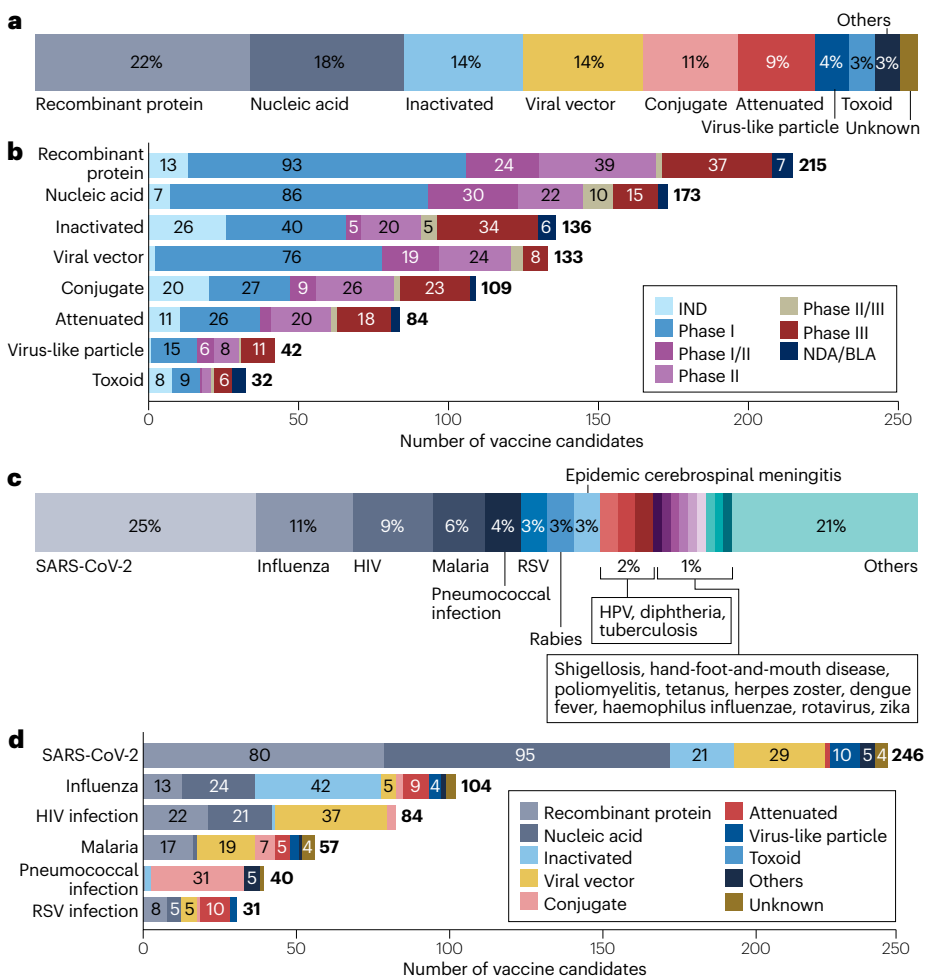 a
Others
22% 18% 14% 14% 11% 9% 4% 3% 3%
Recombinant protein Nucleic acid Inactivated Viral vector Conjugate Attenuated Toxoid
Virus-like particle Unknown
b
Recombinant
protein 13 93 24 39 37 7 215
Nucleic acid 7 86 30 22 10 15 173
Inactivated 26 40 5 20 5 34 6 136
Viral vector 76 19 24 8 133
Conjugate 20 27 9 26 23 109
Attenuated 11 26 20 18 84
Virus-like particle 15 6 8 11 42
Toxoid 8 9 6 32
IND
Phase I
Phase I/II
Phase II
Phase II/III
Phase III
NDA/BLA
0 50 100 150 200 250
Number of vaccine candidates
c
Epidemic cerebrospinal meningitis
25% 11% 9% 6% 4% 3% 3% 3% 21%
SARS-CoV-2 Influenza HIV Malaria RSV 2% 1% Others
Pneumococcal
infection
Rabies
HPV, diphtheria,
tuberculosis
Shigellosis, hand-foot-and-mouth disease,
poliomyelitis, tetanus, herpes zoster, dengue
fever, haemophilus influenzae, rotavirus, zika
d
SARS-CoV-2 80 95 21 29 10 5 4 246
Influenza 13 24 42 5 9 4 104
HIV infection 22 21 37 84
Malaria 17 19 7 5 4 57
Pneumococcal
infection 31 5 40
RSV infection 8 5 5 10 31
Recombinant protein
Nucleic acid
Inactivated
Viral vector
Conjugate
Attenuated
Virus-like particle
Toxoid
Others
Unknown
0 50 100 150 200 250
Number of vaccine candidates